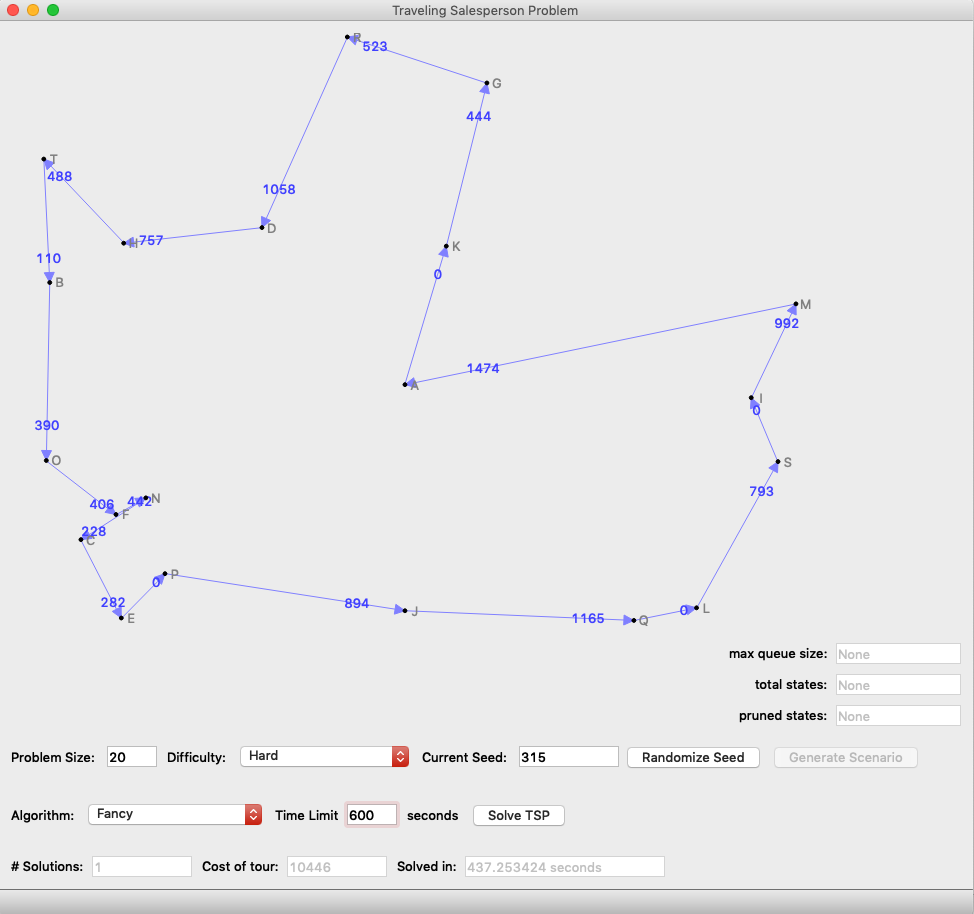 Traveling Salesperson Problem
R
523
G
444
T
488
1058
D
H
757
K
110
0
B
M
992
1474
A
I
0
390
O
S
793
N
442
406
F
228
C
P
0
282
E
894
J
1165
Q
0
L
max queue size: None
total states: None
pruned states: None
Problem Size: 20 Difficulty: Hard Current Seed: 315 Randomize Seed Generate Scenario
Algorithm: Fancy Time Limit 600 seconds Solve TSP
# Solutions: 1 Cost of tour: 10446 Solved in: 437.253424 seconds